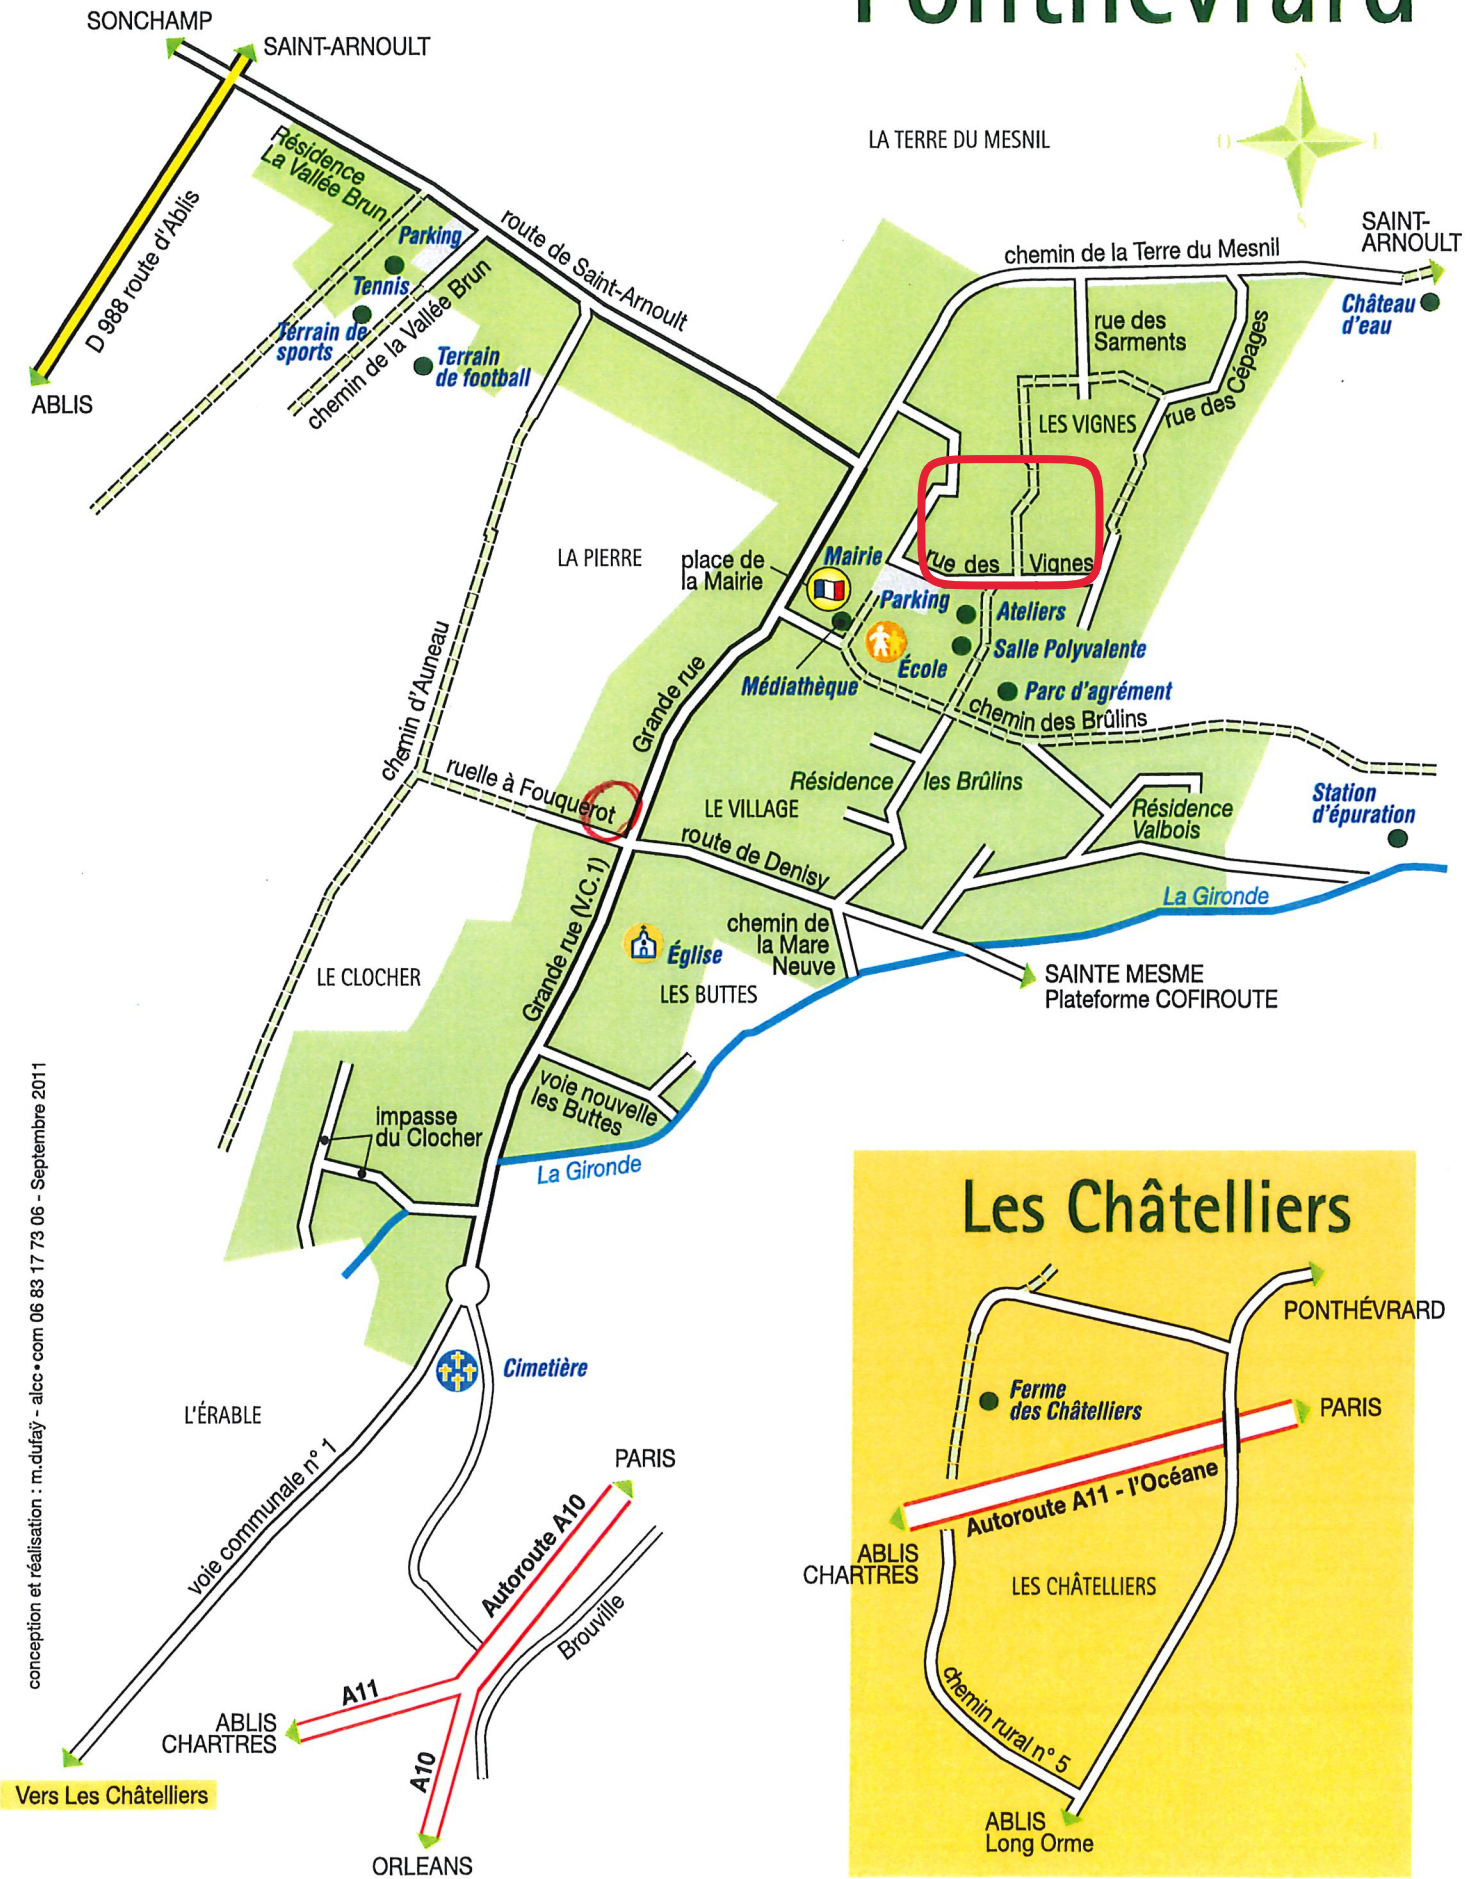 Ponthévrard
SONCHAMP
SAINT-ARNOULT
LA TERRE DU MESNIL
Résidence
La Vallée Brun
D 988 route d'Ablis
Parking
route de Saint-Arnoult
SAINT-
ARNOULT
chemin de la Terre du Mesnil
Tennis
Château
d'eau
Terrain de
sports
chemin de la Vallée Brun
Terrain
de football
rue des
Sarments
rue des Cépages
ABLIS
LES VIGNES
LA PIERRE
place de
la Mairie
Mairie
rue des Vignes
Parking
Ateliers
Salle Polyvalente
École
Médiathèque
Parc d'agrément
chemin des Brûlins
chemin d'Auneau
Grande rue
ruelle à Fouquerot
Résidence les Brûlins
LE VILLAGE
Station
d'épuration
Résidence
Valbois
route de Denisy
La Gironde
Grande rue (V.C.1)
chemin de
la Mare
Neuve
Église
LE CLOCHER
LES BUTTES
SAINTE MESME
Plateforme COFIROUTE
voie nouvelle
les Buttes
impasse
du Clocher
La Gironde
conception et réalisation : m.dufaÿ - alcc•com 06 83 17 73 06 - Septembre 2011
Les Châtelliers
PONTHÉVRARD
Cimetière
Ferme
des Châtelliers
L'ÉRABLE
PARIS
PARIS
voie communale n° 1
Autoroute A10
Autoroute A11 - l'Océane
ABLIS
CHARTRES
LES CHÂTELLIERS
Brouville
A11
ABLIS
CHARTRES
chemin rural n° 5
A10
Vers Les Châtelliers
ABLIS
Long Orme
ORLEANS